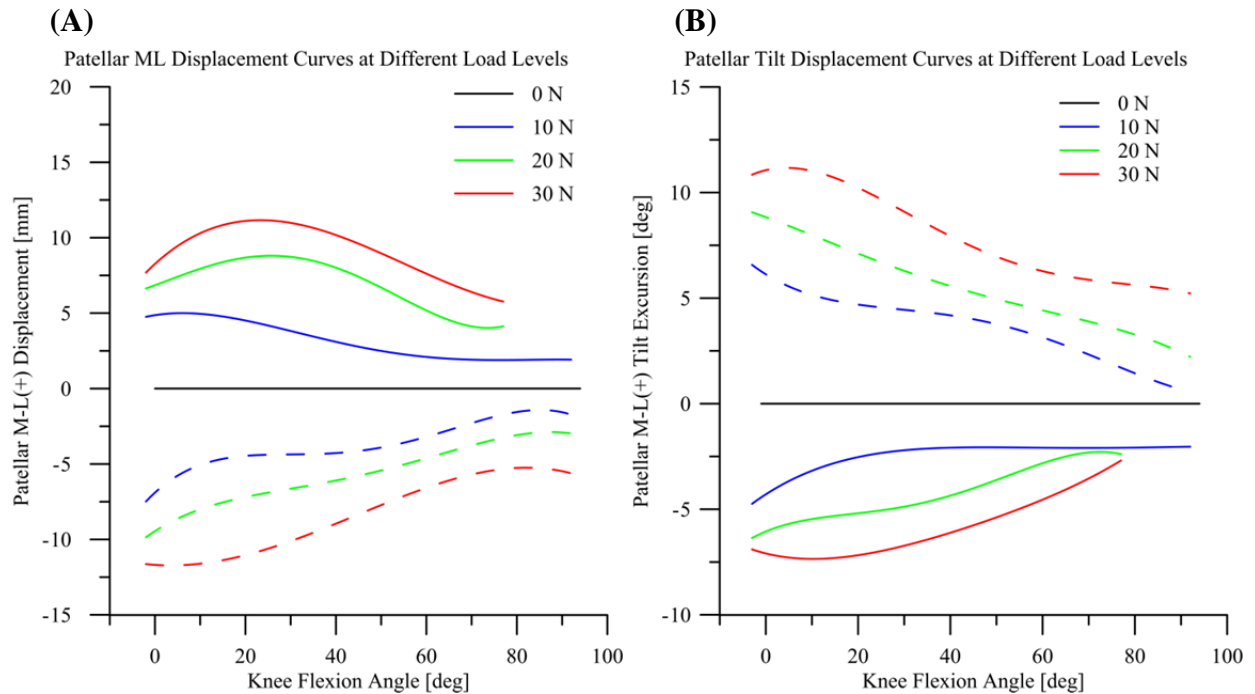 (A)
Patellar ML Displacement Curves at Different Load Levels
Patellar M-L(+) Displacement [mm]
20
15
10
5
0
-5
-10
-15
0 N
10 N
20 N
30 N
0 20 40 60 80 100
Knee Flexion Angle [deg]
(B)
Patellar Tilt Displacement Curves at Different Load Levels
Patellar M-L(+) Tilt Excursion [deg]
15
10
5
0
-5
-10
0 N
10 N
20 N
30 N
0 20 40 60 80 100
Knee Flexion Angle [deg]